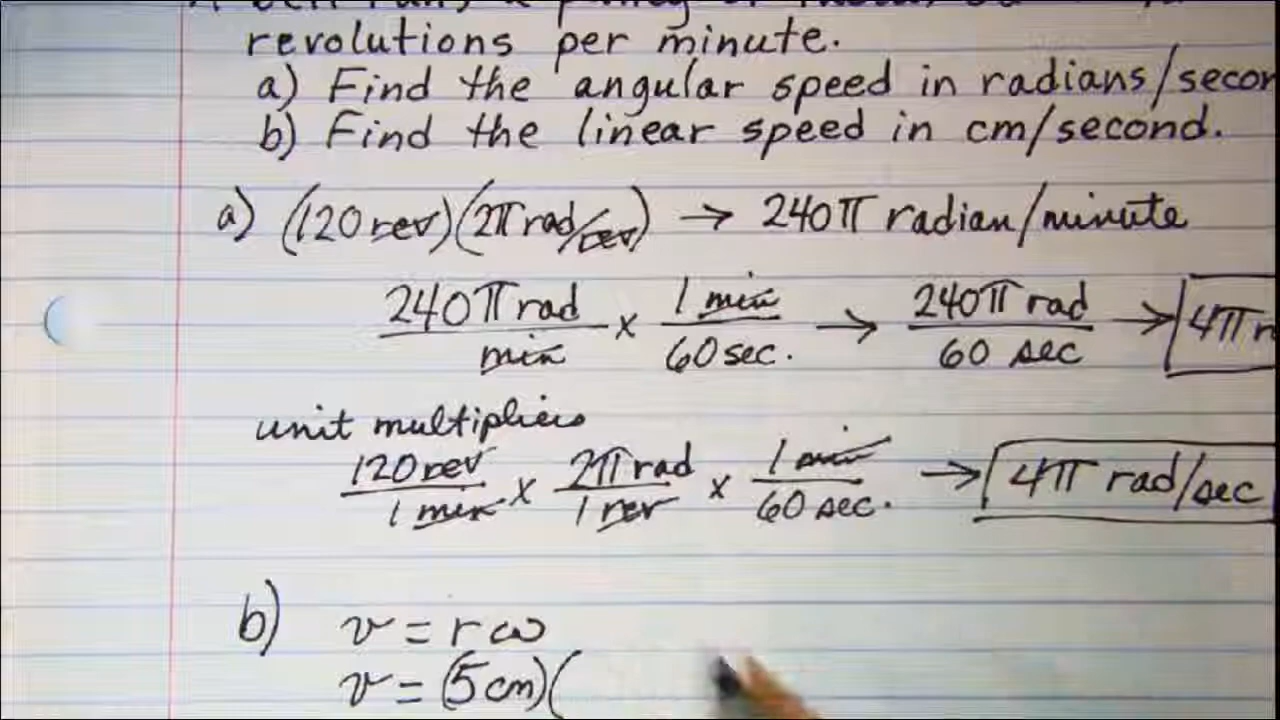 revolutions per minute.
a) Find the angular speed in radians/secon
b) Find the linear speed in cm/second.
a) (120 rev)(2π rad/rev) → 240π radian/minute
240π rad / min × 1 min / 60 sec. → 240π rad / 60 sec → 4π r
unit multipliers
120 rev / 1 min × 2π rad / 1 rev × 1 min / 60 sec. → 4π rad/sec
b) v = rω
v = (5 cm)(